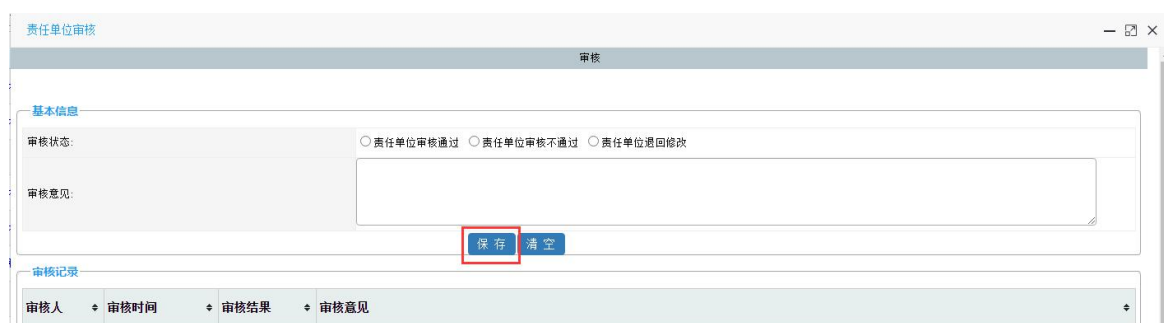 责任单位审核
审核
基本信息
审核状态: 责任单位审核通过 责任单位审核不通过 责任单位退回修改
审核意见:
保存 清空
审核记录
审核人 审核时间 审核结果 审核意见